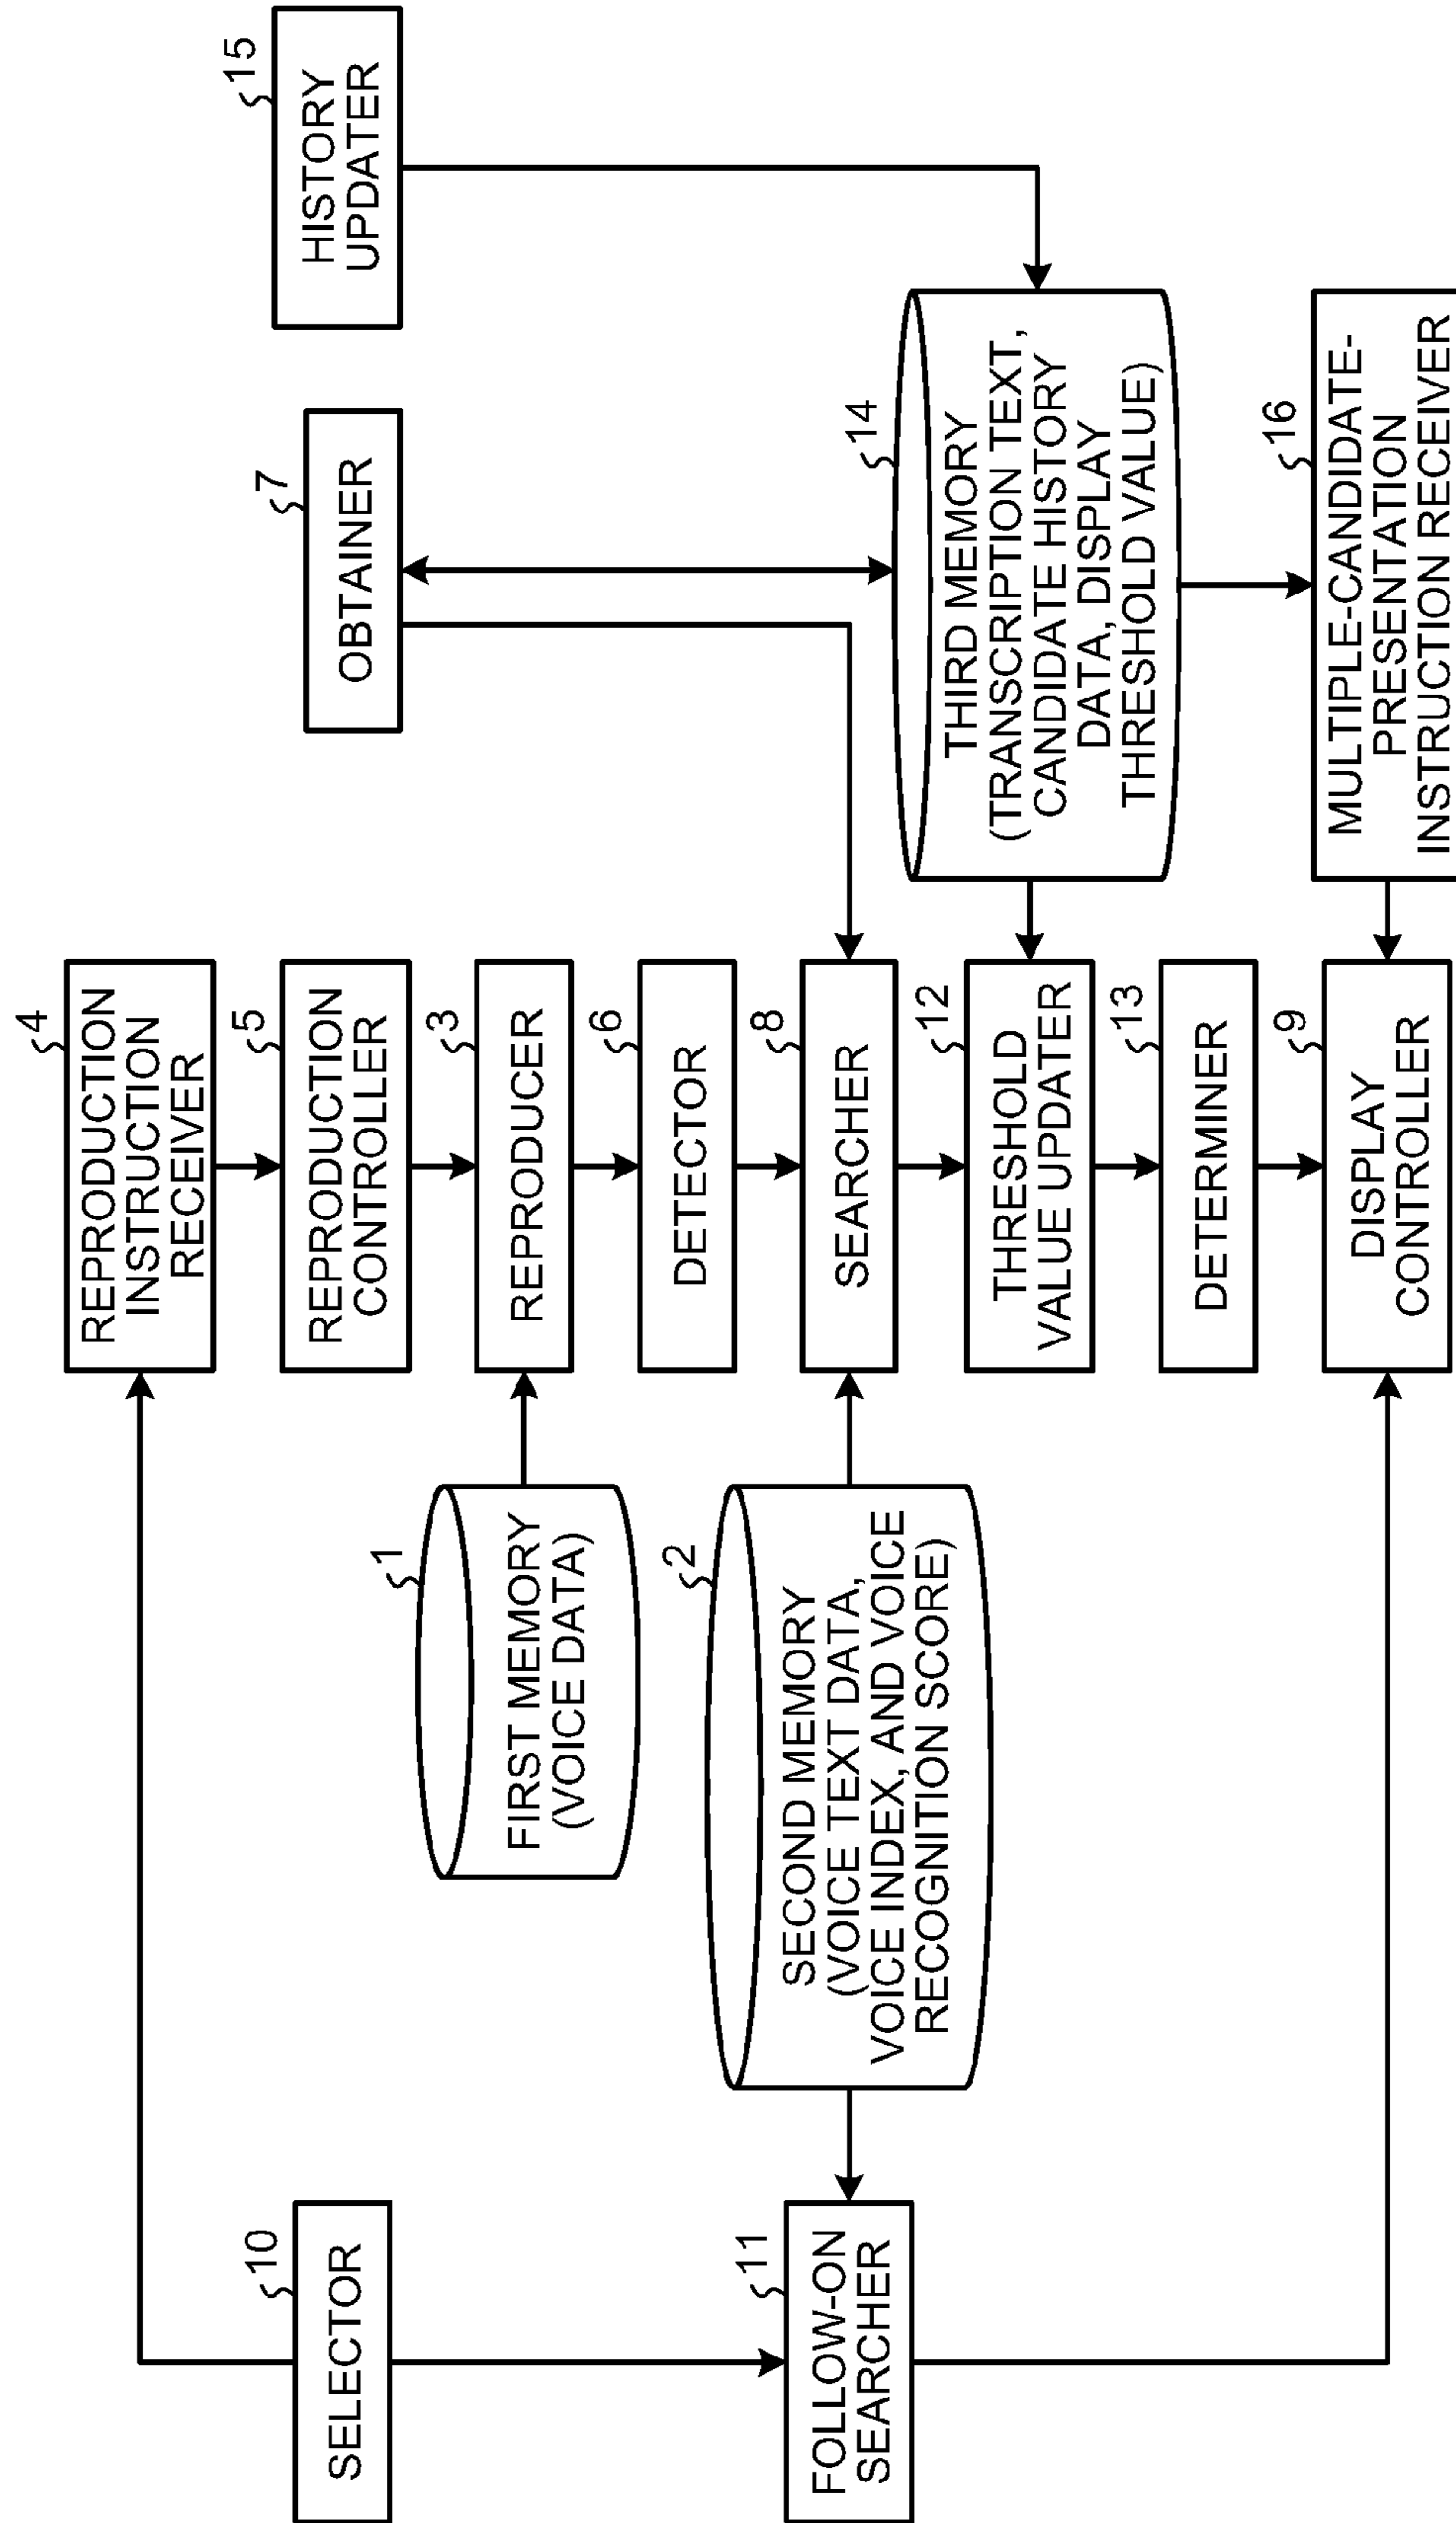 4
REPRODUCTION
INSTRUCTION
RECEIVER
5
REPRODUCTION
CONTROLLER
10
SELECTOR
1
FIRST MEMORY
(VOICE DATA)
3
REPRODUCER
7
OBTAINER
15
HISTORY
UPDATER
6
DETECTOR
11
FOLLOW-ON
SEARCHER
2
SECOND MEMORY
(VOICE TEXT DATA,
VOICE INDEX, AND VOICE
RECOGNITION SCORE)
8
SEARCHER
14
THIRD MEMORY
(TRANSCRIPTION TEXT,
CANDIDATE HISTORY
DATA, DISPLAY
THRESHOLD VALUE)
12
THRESHOLD
VALUE UPDATER
13
DETERMINER
9
DISPLAY
CONTROLLER
16
MULTIPLE-CANDIDATE-
PRESENTATION
INSTRUCTION RECEIVER